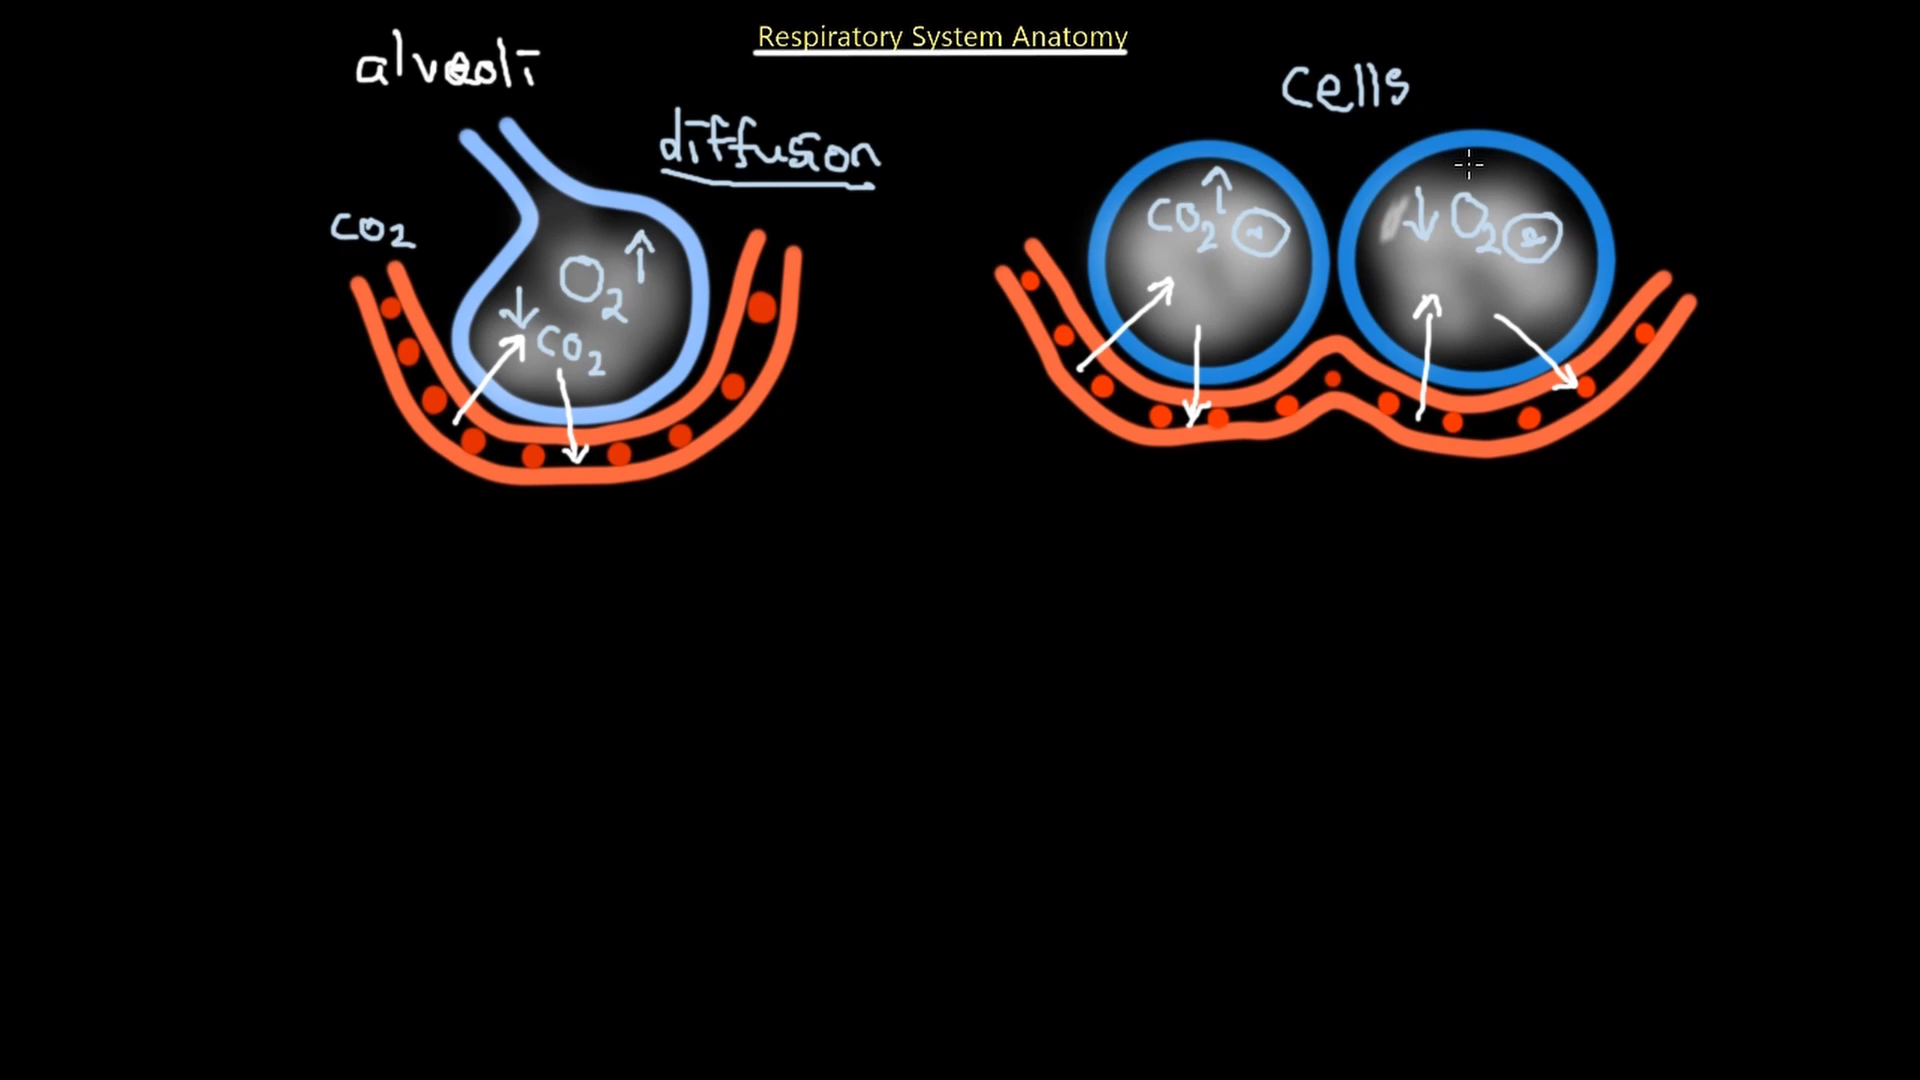 Respiratory System Anatomy
alveoli
cells
diffusion
CO2
O2
CO2
CO2
O2